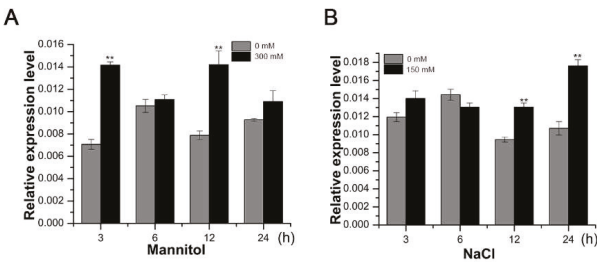 A
Relative expression level
0.016
0.014
0.012
0.010
0.008
0.006
0.004
0.002
0.000
0 mM
300 mM
**
**
3 6 12 24 (h)
Mannitol
B
Relative expression level
0.020
0.018
0.016
0.014
0.012
0.010
0.008
0.006
0.004
0.002
0.000
0 mM
150 mM
**
**
3 6 12 24 (h)
NaCl